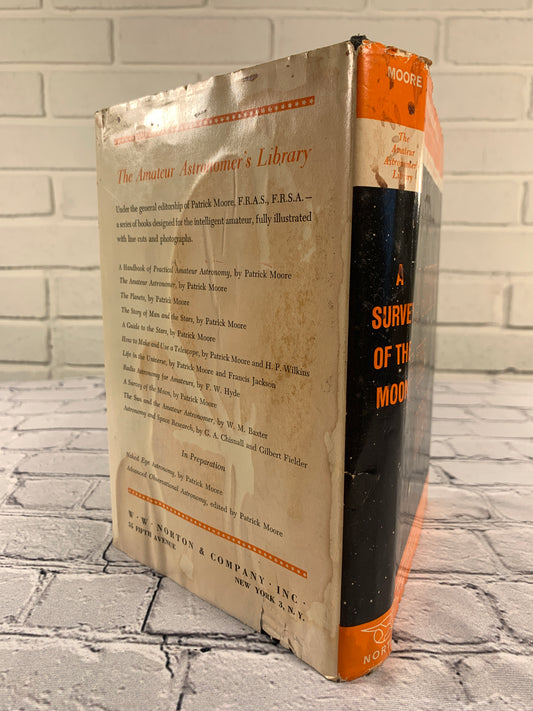 The Amateur Astronomer's Library
Under the general editorship of Patrick Moore, F.R.A.S., F.R.S.A. —
a series of books designed for the intelligent amateur, fully illustrated
with line cuts and photographs.
A Handbook of Practical Amateur Astronomy, by Patrick Moore
The Amateur Astronomer, by Patrick Moore
The Planets, by Patrick Moore
The Story of Man and the Stars, by Patrick Moore
A Guide to the Stars, by Patrick Moore
How to Make and Use a Telescope, by Patrick Moore and H. P. Wilkins
Life in the Universe, by Patrick Moore and Francis Jackson
Radio Astronomy for Amateurs, by F. W. Hyde
A Survey of the Moon, by Patrick Moore
The Sun and the Amateur Astronomer, by W. M. Baxter
Astronomy and Space Research, by G. A. Chisnall and Gilbert Fielder
In Preparation
Naked Eye Astronomy, by Patrick Moore
Advanced Observational Astronomy, edited by Patrick Moore
W · W · NORTON & COMPANY · INC ·
55 FIFTH AVENUE
NEW YORK 3, N.Y.
MOORE
The
Amateur
Astronomer
Library
A
SURVE
OF TH
MOON
NORT